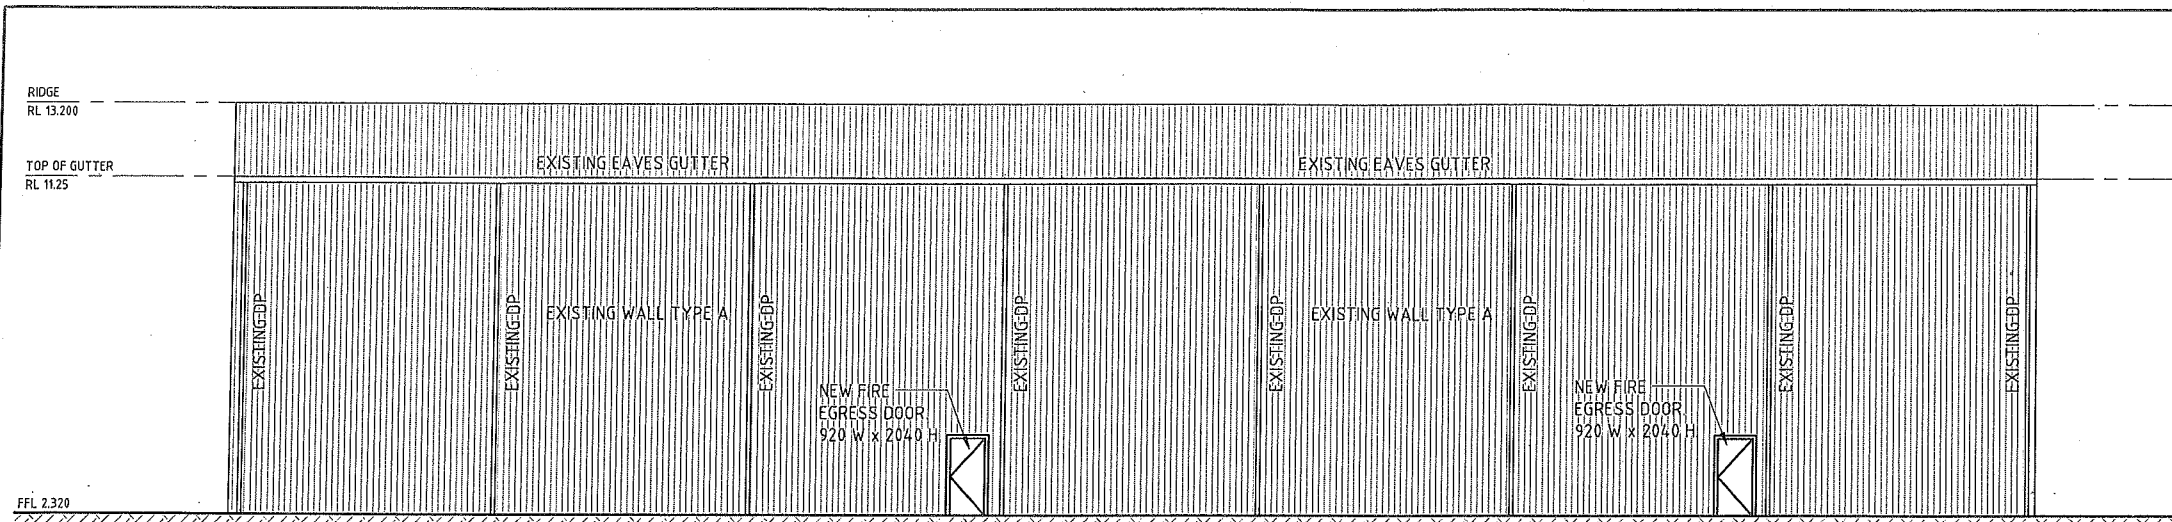 RIDGE
RL 13.200
TOP OF GUTTER
RL 11.25
EXISTING EAVES GUTTER
EXISTING EAVES GUTTER
EXISTING DP
EXISTING DP
EXISTING WALL TYPE A
EXISTING DP
EXISTING DP
EXISTING DP
EXISTING WALL TYPE A
EXISTING DP
EXISTING DP
EXISTING DP
NEW FIRE
EGRESS DOOR
920 W x 2040 H
NEW FIRE
EGRESS DOOR
920 W x 2040 H
FFL 2.320